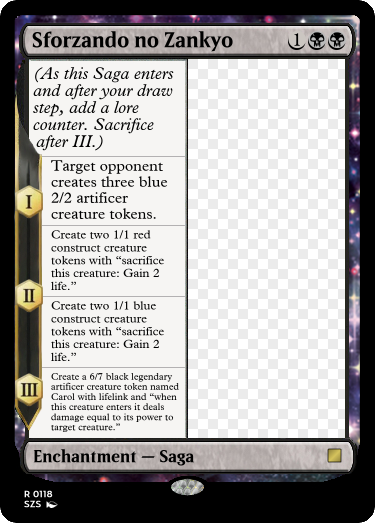 Sforzando no Zankyo 1
(As this Saga enters
and after your draw
step, add a lore
counter. Sacrifice
after III.)
I
Target opponent
creates three blue
2/2 artificer
creature tokens.
II
Create two 1/1 red
construct creature
tokens with “sacrifice
this creature: Gain 2
life.”
Create two 1/1 blue
construct creature
tokens with “sacrifice
this creature: Gain 2
life.”
III
Create a 6/7 black legendary
artificer creature token named
Carol with lifelink and “when
this creature enters it deals
damage equal to its power to
target creature.”
Enchantment — Saga
R 0118
SZS